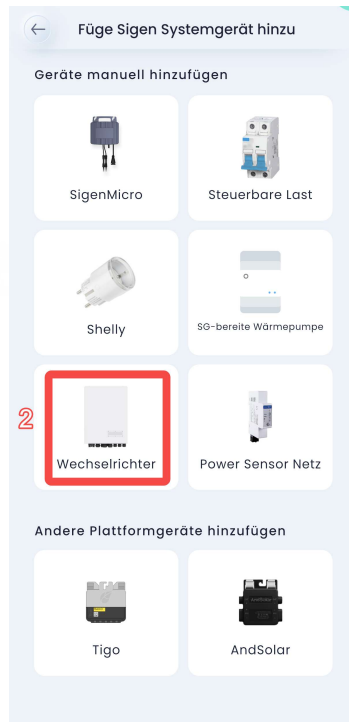 Füge Sigen Systemgerät hinzu
Geräte manuell hinzufügen
SigenMicro
Steuerbare Last
Shelly
SG-bereite Wärmepumpe
2
Wechselrichter
Power Sensor Netz
Andere Plattformgeräte hinzufügen
Tigo
AndSolar